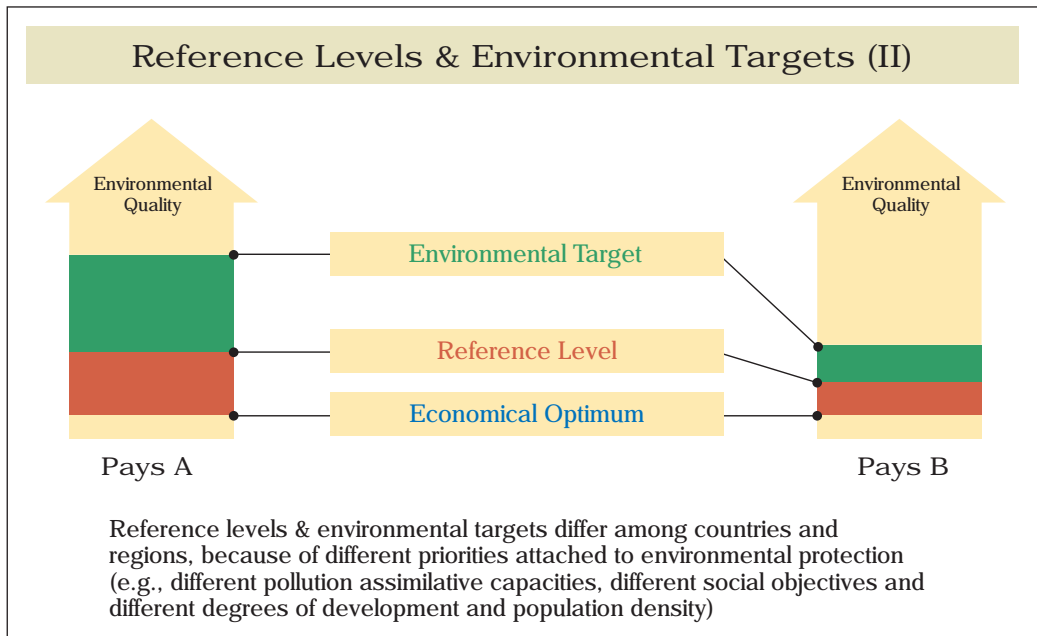 Reference Levels & Environmental Targets (II)
Environmental
Quality
Environmental
Quality
Environmental Target
Reference Level
Economical Optimum
Pays A
Pays B
Reference levels & environmental targets differ among countries and
regions, because of different priorities attached to environmental protection
(e.g., different pollution assimilative capacities, different social objectives and
different degrees of development and population density)